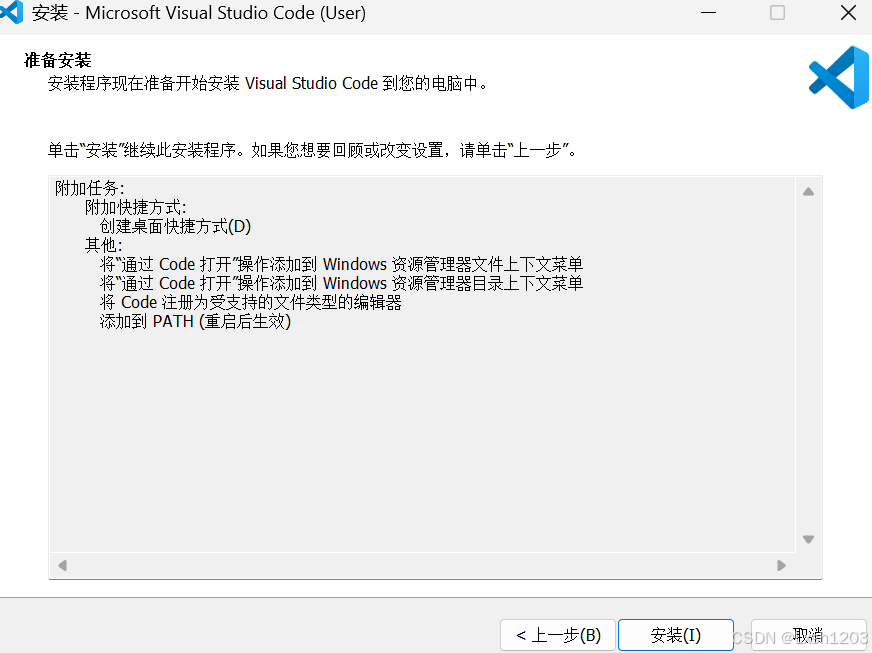 安装 - Microsoft Visual Studio Code (User)
准备安装
安装程序现在准备开始安装 Visual Studio Code 到您的电脑中。
单击“安装”继续此安装程序。如果您想要回顾或改变设置，请单击“上一步”。
附加任务:
附加快捷方式:
创建桌面快捷方式(D)
其他:
将“通过 Code 打开”操作添加到 Windows 资源管理器文件上下文菜单
将“通过 Code 打开”操作添加到 Windows 资源管理器目录上下文菜单
将 Code 注册为受支持的文件类型的编辑器
添加到 PATH (重启后生效)
< 上一步(B)
安装(I)
取消
CSDN